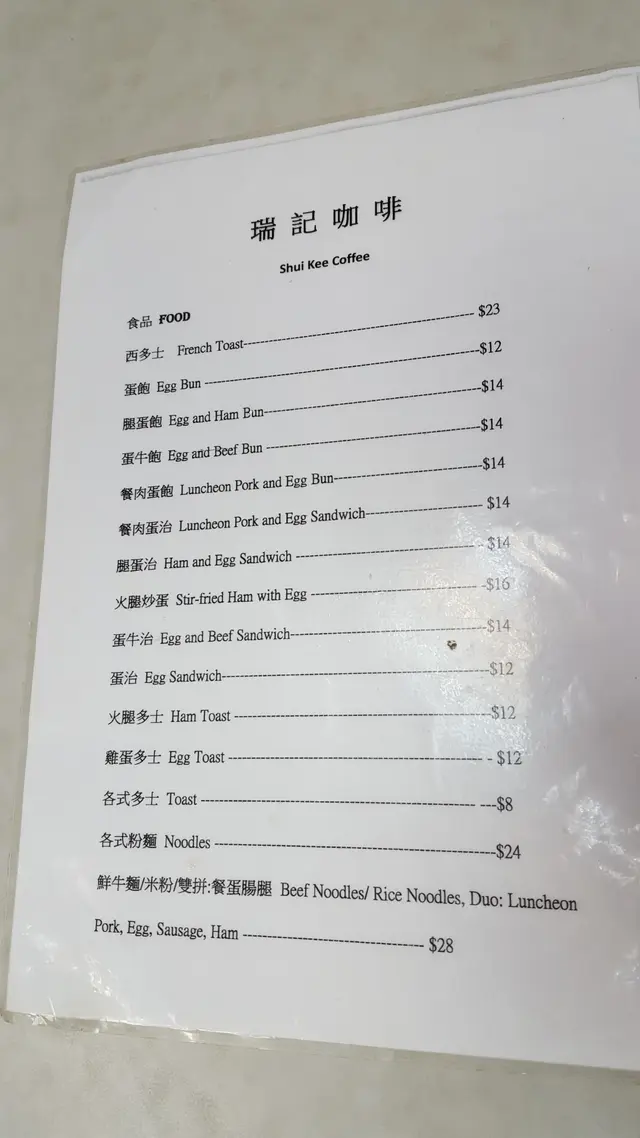 瑞記咖啡
Shui Kee Coffee
食品 FOOD
西多士 French Toast $23
蛋飽 Egg Bun $12
腿蛋飽 Egg and Ham Bun $14
蛋牛飽 Egg and Beef Bun $14
餐肉蛋飽 Luncheon Pork and Egg Bun $14
餐肉蛋治 Luncheon Pork and Egg Sandwich $14
腿蛋治 Ham and Egg Sandwich $14
火腿炒蛋 Stir-fried Ham with Egg $16
蛋牛治 Egg and Beef Sandwich $14
蛋治 Egg Sandwich $12
火腿多士 Ham Toast $12
雞蛋多士 Egg Toast $12
各式多士 Toast $8
各式粉麵 Noodles $24
鮮牛麵/米粉/雙拼:餐蛋腸腿 Beef Noodles/ Rice Noodles, Duo: Luncheon
Pork, Egg, Sausage, Ham $28